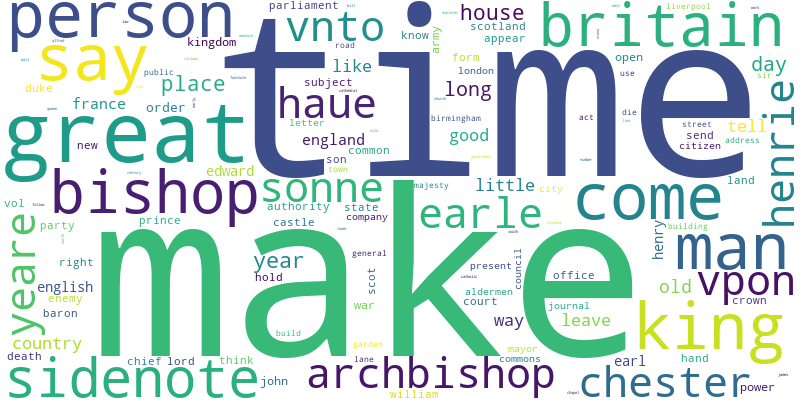 person
parliament
vnto
know
house
scotland
appear
britain
liverpool
kingdom
road
army
say
public
like
form
open
day
duke
place
subject
long
london
use
sir
france
order
haue
time
die
henrie
great
letter
birmingham
act
street
tell
new
england
good
send
address
common
citizen
son
town
edward
bishop
sonne
majesty
little
city
come
land
vol
authority
state
earle
prince
company
castle
party
yeare
make
henry
building
man
right
year
general
council
present
office
hold
scot
old
vpon
english
enemy
aldermen
crown
baron
war
court
journal
king
build
way
leave
country
garden
mayor
death
chief
lord
think
lane
commons
earl
hand
sidenote
john
archbishop
chester
power
william